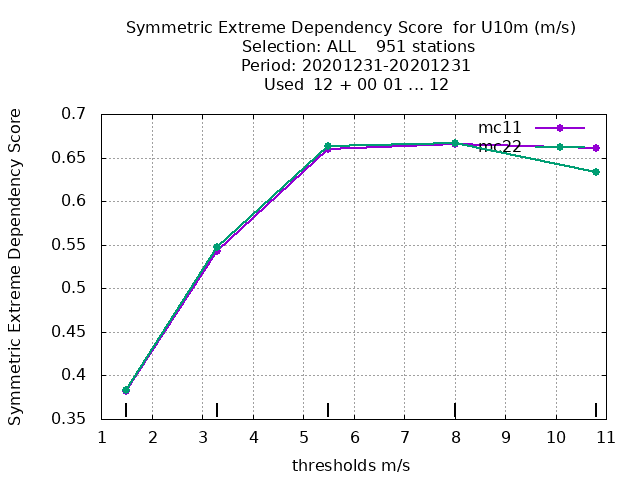 Symmetric Extreme Dependency Score  for U10m (m/s)
Selection: ALL    951 stations
Period: 20201231-20201231
Used  12 + 00 01 ... 12
Symmetric Extreme Dependency Score
0.7
0.65
0.6
0.55
0.5
0.45
0.4
0.35
mc11
mc22
1 2 3 4 5 6 7 8 9 10 11
thresholds m/s